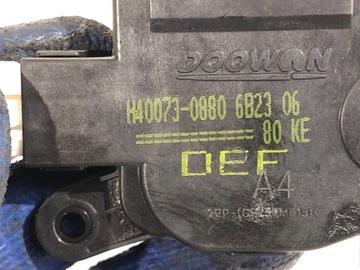 DOOWON
H40073-0880 6B23 06
========== 80 KE
DEF
A4